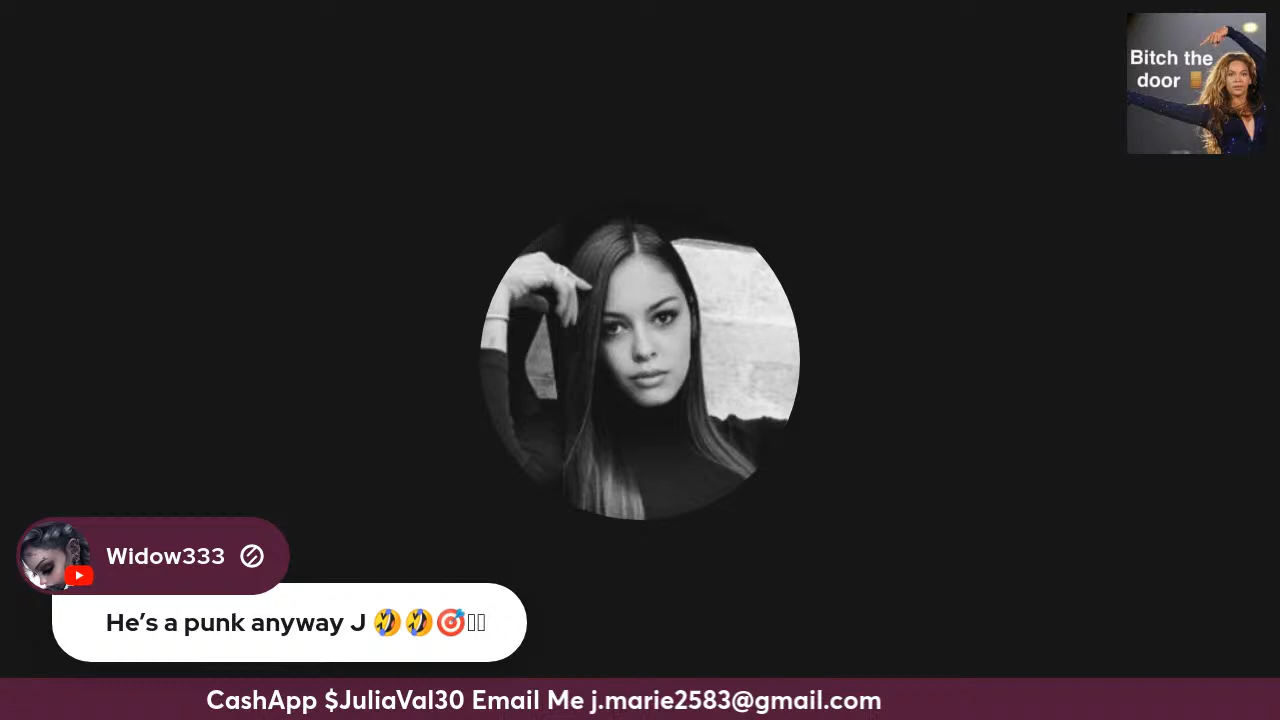 Bitch the
door 🚪
Widow333
He's a punk anyway J 🤣🤣🎯▯▯
CashApp $JuliaVal30 Email Me j.marie2583@gmail.com